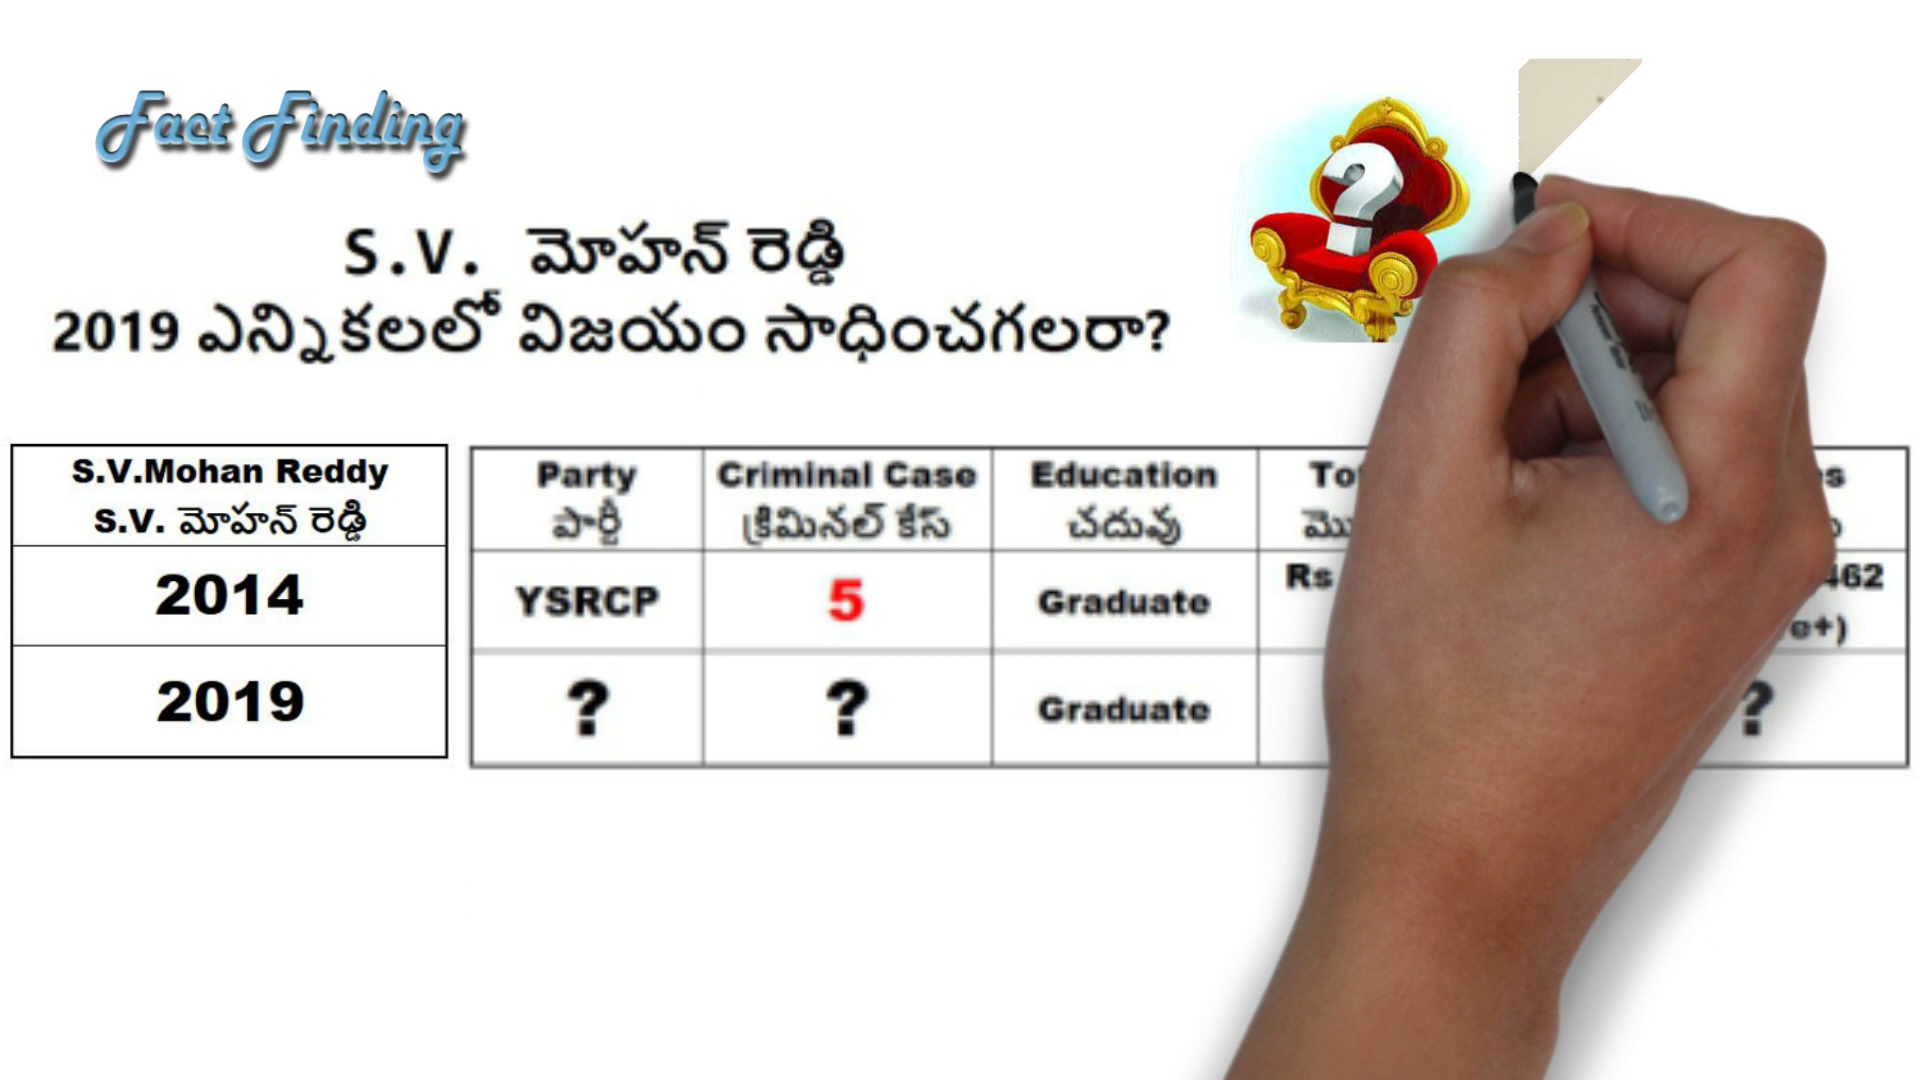 Fact Finding
S.V. మోహన్ రెడ్డి
2019 ఎన్నికలలో విజయం సాధించగలరా?
S.V.Mohan Reddy
S.V. మోహన్ రెడ్డి
2014
2019
Party Criminal Case Education
పార్టీ క్రిమినల్ కేస్ చదువు
YSRCP 5 Graduate Rs
? ? Graduate ?